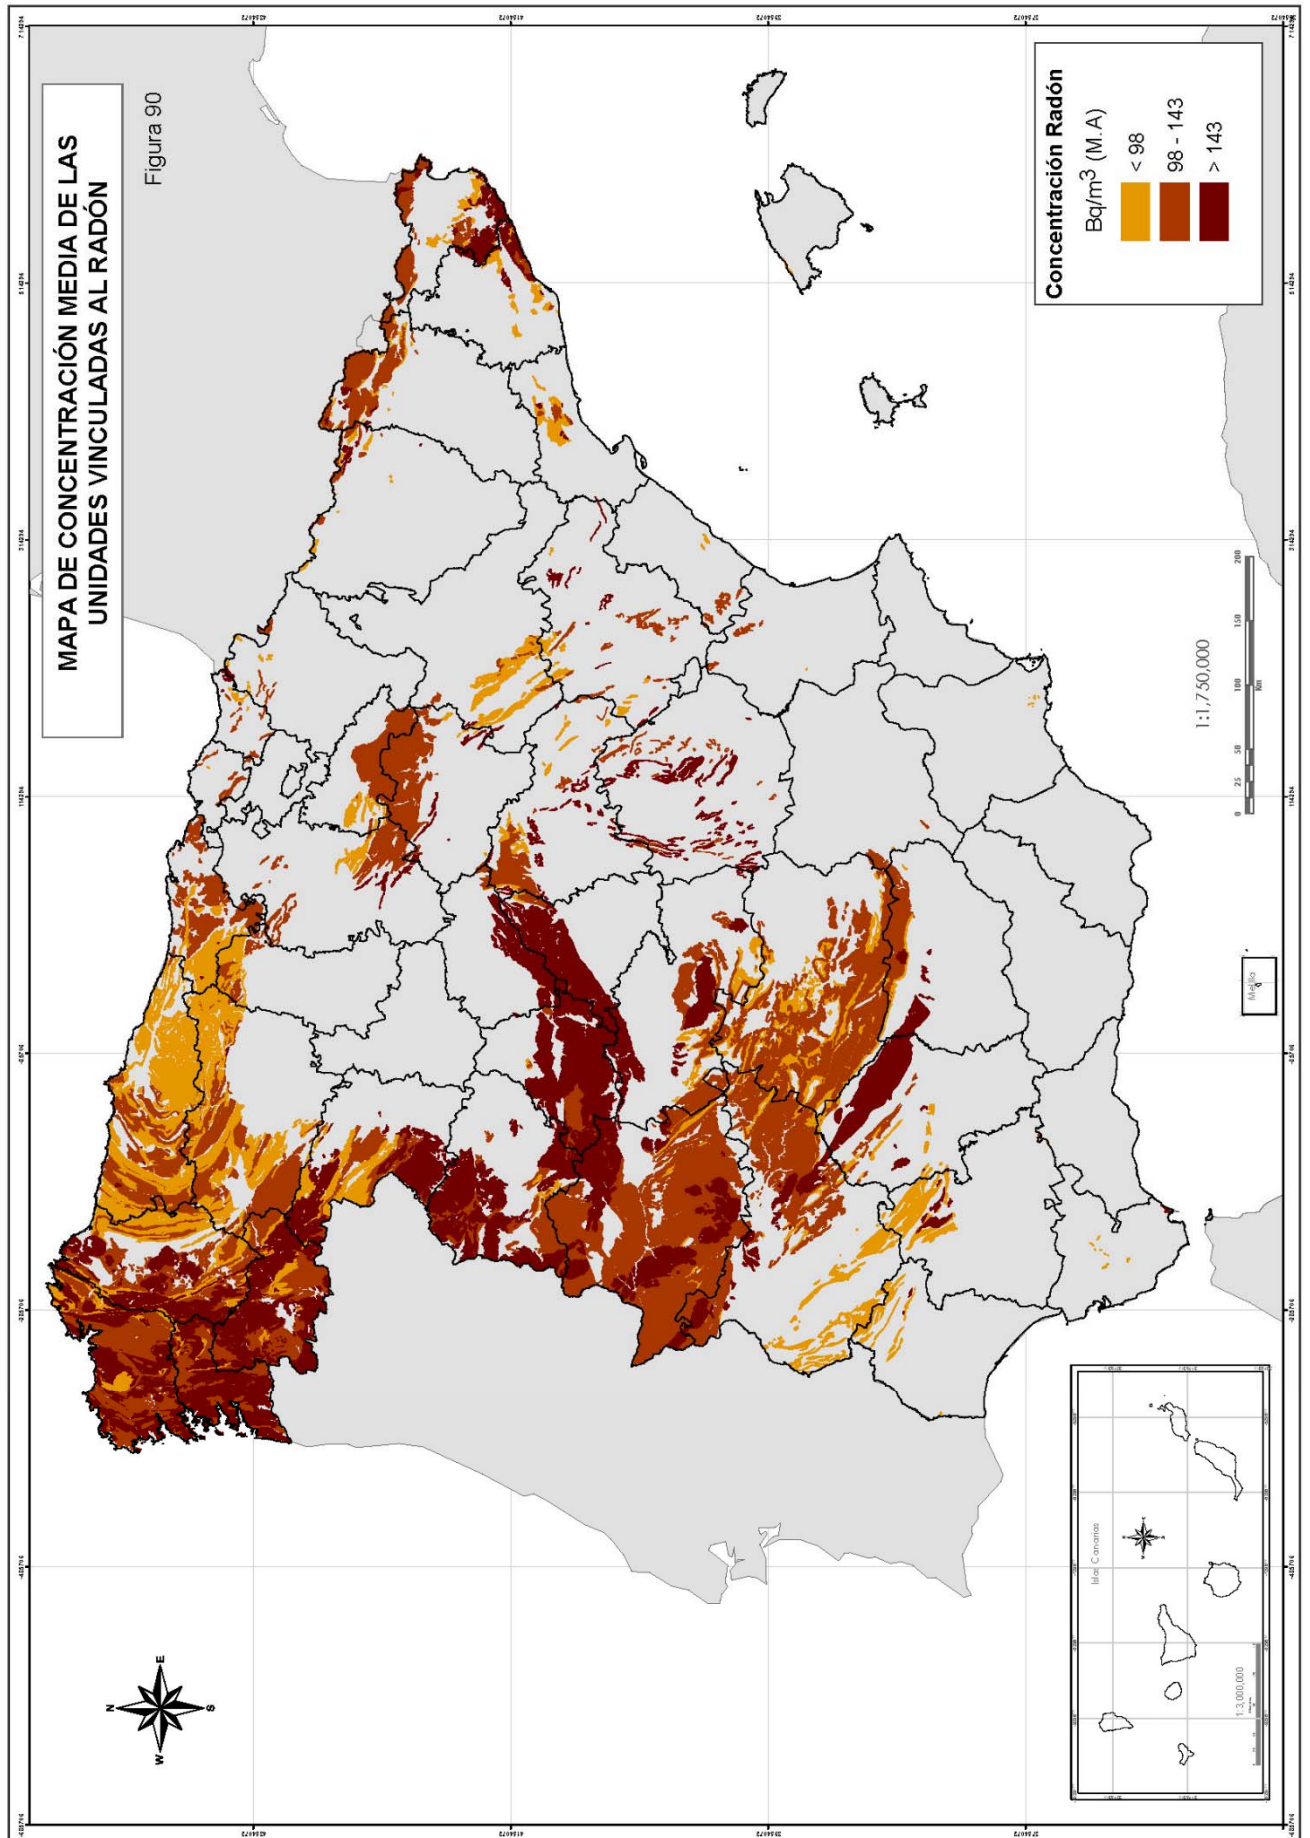 MAPA DE CONCENTRACIÓN MEDIA DE LAS
UNIDADES VINCULADAS AL RADÓN
Figura 90
N
W
E
S
Concentración Radón
Bq/m³ (M.A)
< 98
98 - 143
> 143
1:1,750,000
0 25 50 100 150 200
Km
Melilla
Islas Canarias
1:3,000,000